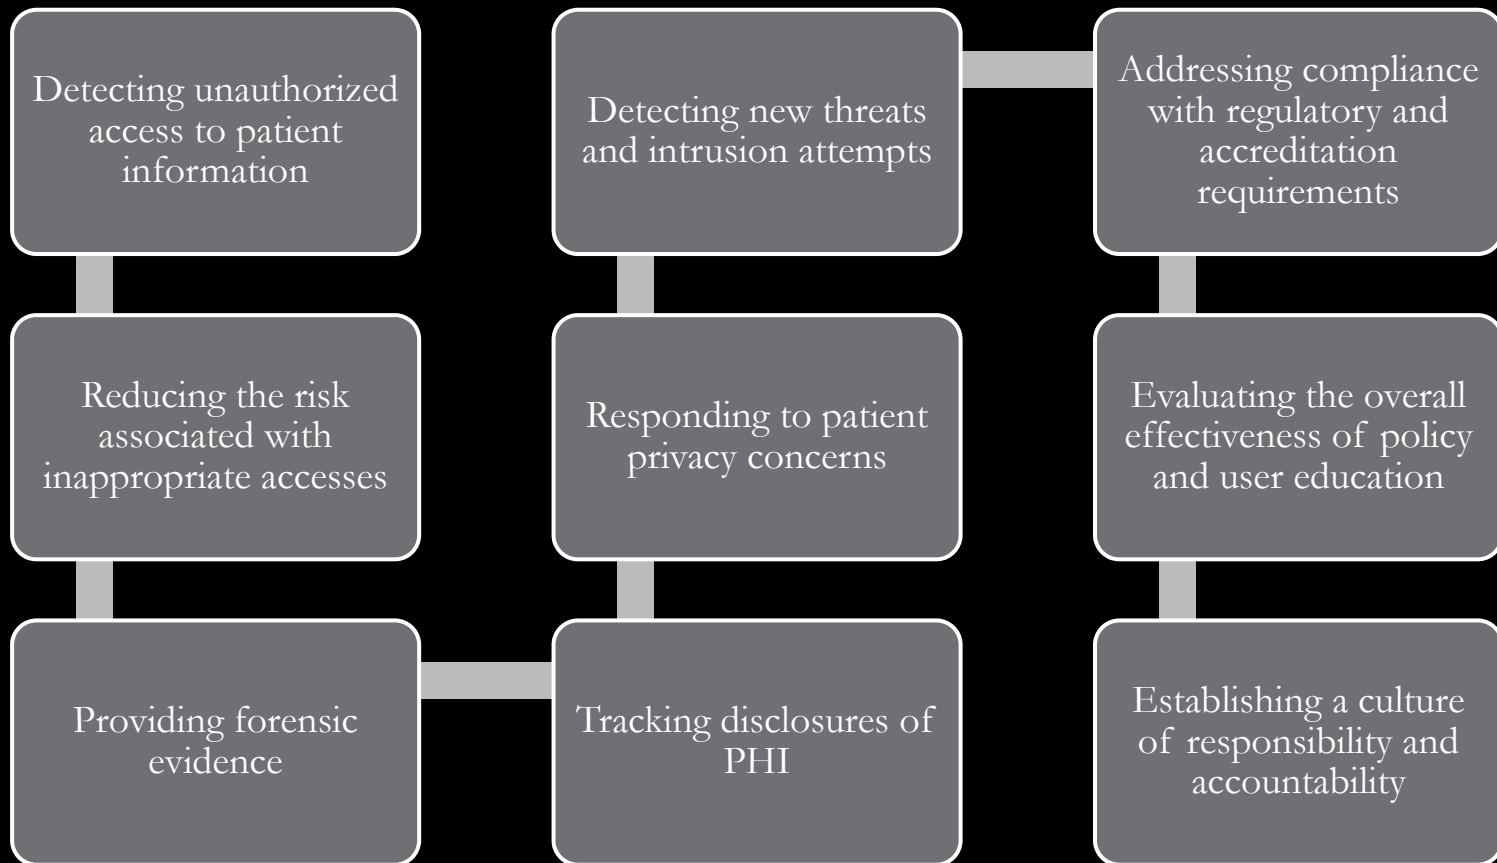 Detecting unauthorized
access to patient
information
Reducing the risk
associated with
inappropriate accesses
Providing forensic
evidence
Tracking disclosures of
PHI
Responding to patient
privacy concerns
Detecting new threats
and intrusion attempts
Addressing compliance
with regulatory and
accreditation
requirements
Evaluating the overall
effectiveness of policy
and user education
Establishing a culture
of responsibility and
accountability